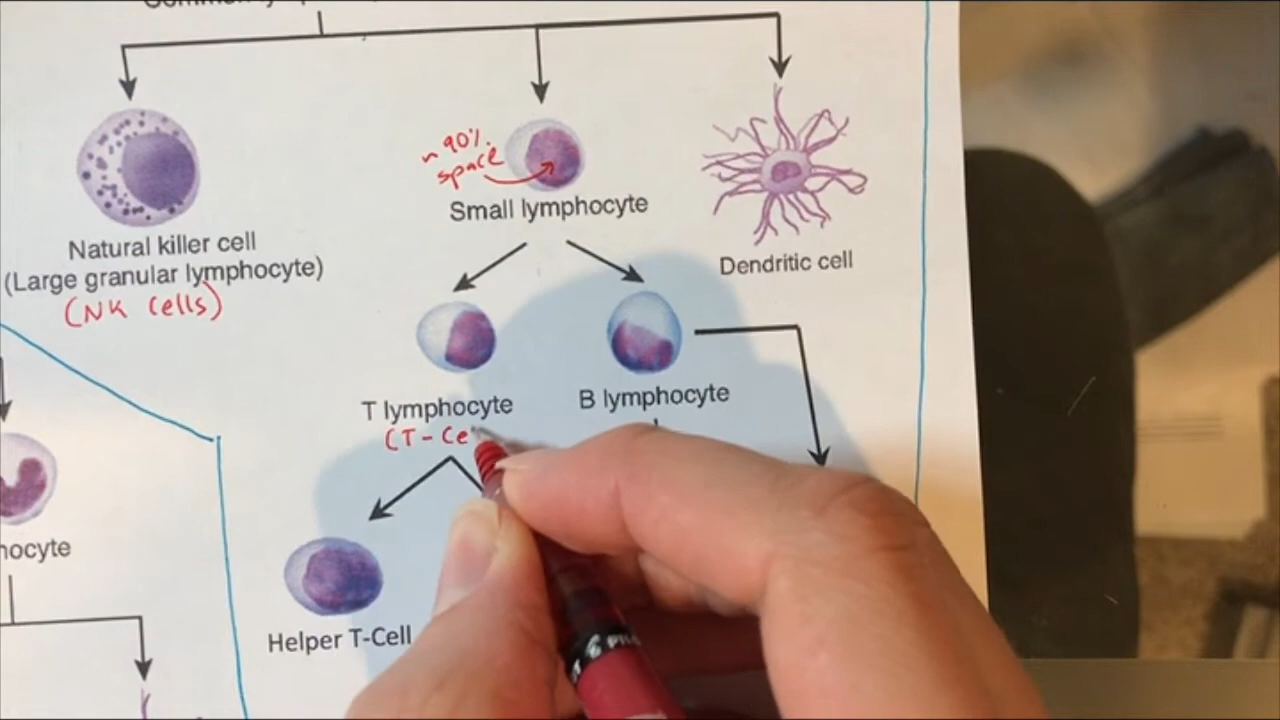 ~90%
space
Small lymphocyte
Natural killer cell
(Large granular lymphocyte)
(NK cells)
Dendritic cell
T lymphocyte
(T-Ce
B lymphocyte
Helper T-Cell